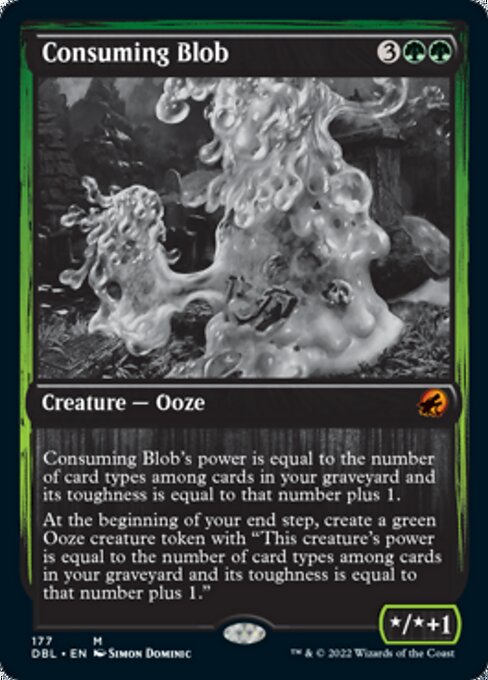 Consuming Blob 3
Creature — Ooze
Consuming Blob's power is equal to the number
of card types among cards in your graveyard and
its toughness is equal to that number plus 1.
At the beginning of your end step, create a green
Ooze creature token with “This creature's power
is equal to the number of card types among cards
in your graveyard and its toughness is equal to
that number plus 1.”
★/★+1
177 M
DBL • EN SIMON DOMINIC
™ & © 2022 Wizards of the Coast